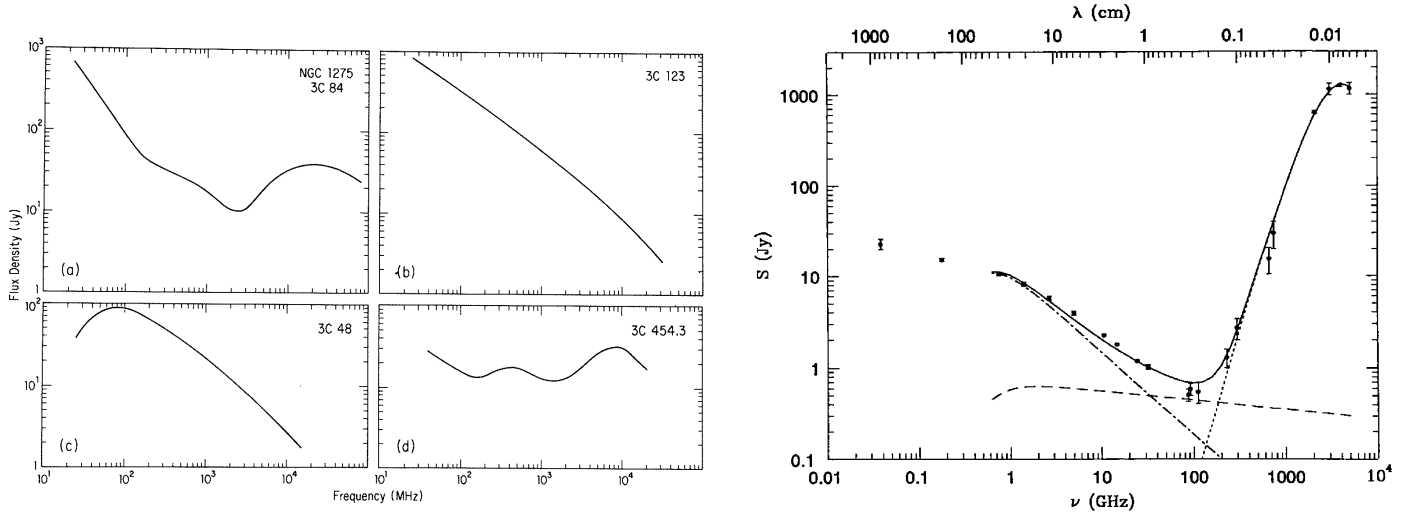 NGC 1275
3C 84
(a)
3C 123
(b)
3C 48
(c)
3C 454.3
(d)
10³
10²
10¹
1
10²
10¹
1
Flux Density (Jy)
10¹ 10² 10³ 10⁴ 10¹ 10² 10³ 10⁴
Frequency (MHz)
λ (cm)
1000 100 10 1 0.1 0.01
1000
100
10
1
0.1
S (Jy)
0.01 0.1 1 10 100 1000 10⁴
ν (GHz)